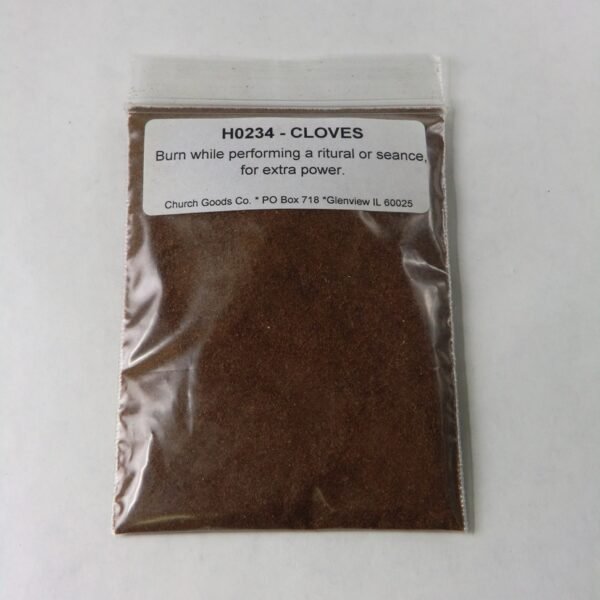 H0234 - CLOVES
Burn while performing a ritural or seance,
for extra power.
Church Goods Co. * PO Box 718 *Glenview IL 60025